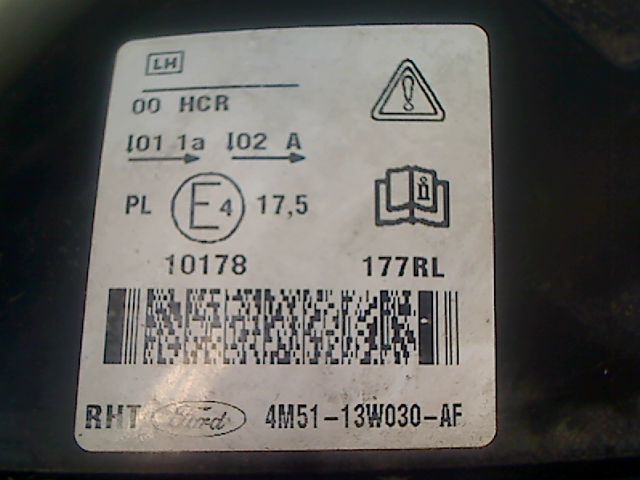 LH
00 HCR
I01 1a I02 A
PL E4 17,5
10178 177RL
RHT Ford 4M51-13W030-AF